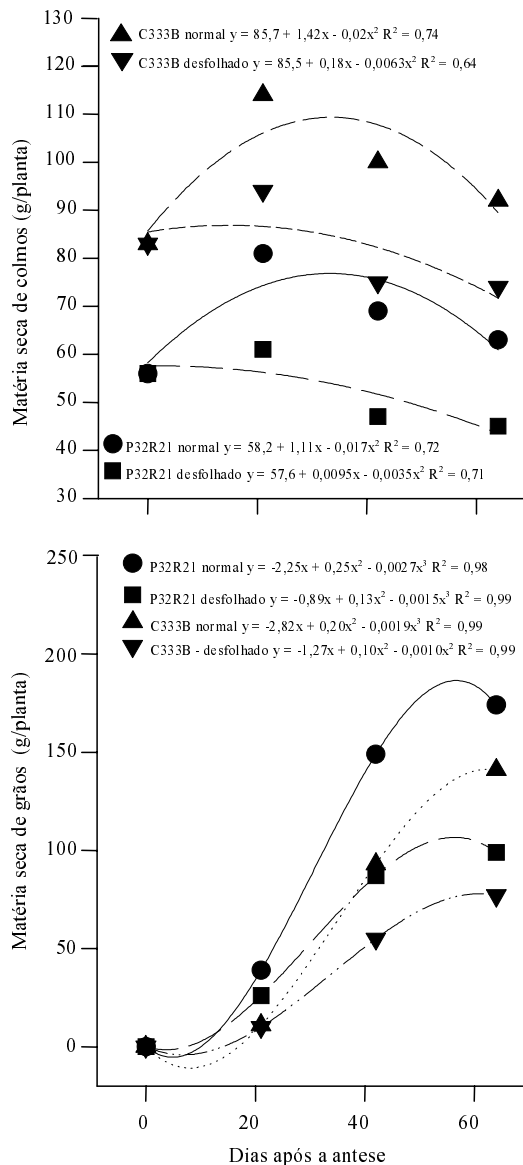 130
120
110
100
90
80
70
60
50
40
30
Matéria seca de colmos (g/planta)
C333B normal y = 85,7 + 1,42x - 0,02x² R² = 0,74
C333B desfolhado y = 85,5 + 0,18x - 0,0063x² R² = 0,64
P32R21 normal y = 58,2 + 1,11x - 0,017x² R² = 0,72
P32R21 desfolhado y = 57,6 + 0,0095x - 0,0035x² R² = 0,71
250
200
150
100
50
0
Matéria seca de grãos (g/planta)
P32R21 normal y = -2,25x + 0,25x² - 0,0027x³ R² = 0,98
P32R21 desfolhado y = -0,89x + 0,13x² - 0,0015x³ R² = 0,99
C333B normal y = -2,82x + 0,20x² - 0,0019x³ R² = 0,99
C333B - desfolhado y = -1,27x + 0,10x² - 0,0010x² R² = 0,99
0 20 40 60
Dias após a antese